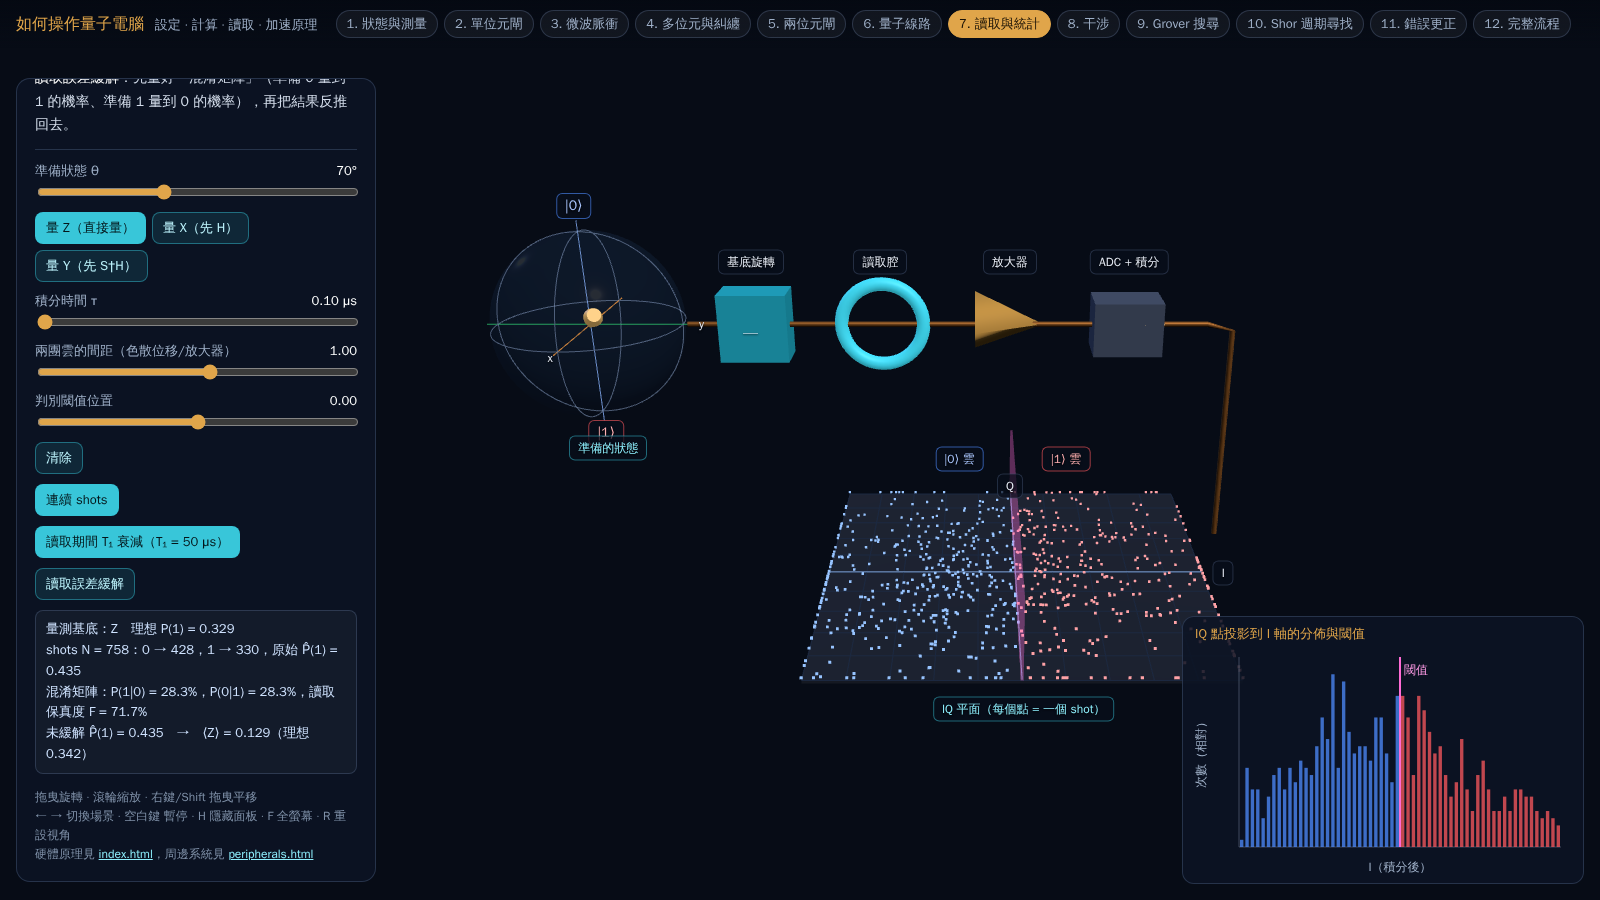 如何操作量子電腦
設定 · 計算 · 讀取 · 加速原理
1. 狀態與測量
2. 單位元閘
3. 微波脈衝
4. 多位元與糾纏
5. 兩位元閘
6. 量子線路
7. 讀取與統計
8. 干涉
9. Grover 搜尋
10. Shor 週期尋找
11. 錯誤更正
12. 完整流程
1 的機率、準備 1 量到 0 的機率），再把結果反推
回去。
準備狀態 θ 70°
量 Z（直接量）
量 X（先 H）
量 Y（先 S†H）
積分時間 τ 0.10 μs
兩團雲的間距（色散位移/放大器） 1.00
判別閾值位置 0.00
清除
連續 shots
讀取期間 T₁ 衰減（T₁ = 50 μs）
讀取誤差緩解
量測基底：Z 理想 P(1) = 0.329
shots N = 758：0 → 428，1 → 330，原始 P̂(1) =
0.435
混淆矩陣：P(1|0) = 28.3%，P(0|1) = 28.3%，讀取
保真度 F = 71.7%
未緩解 P̂(1) = 0.435 → ⟨Z⟩ = 0.129（理想
0.342）
拖曳旋轉 · 滾輪縮放 · 右鍵/Shift 拖曳平移
← → 切換場景 · 空白鍵 暫停 · H 隱藏面板 · F 全螢幕 · R 重
設視角
硬體原理見 index.html，周邊系統見 peripherals.html
|0⟩
y
x
|1⟩
準備的狀態
基底旋轉
讀取腔
放大器
ADC + 積分
|0⟩ 雲
|1⟩ 雲
Q
I
IQ 平面（每個點 = 一個 shot）
IQ 點投影到 I 軸的分佈與閾值
閾值
次數（相對）
I（積分後）